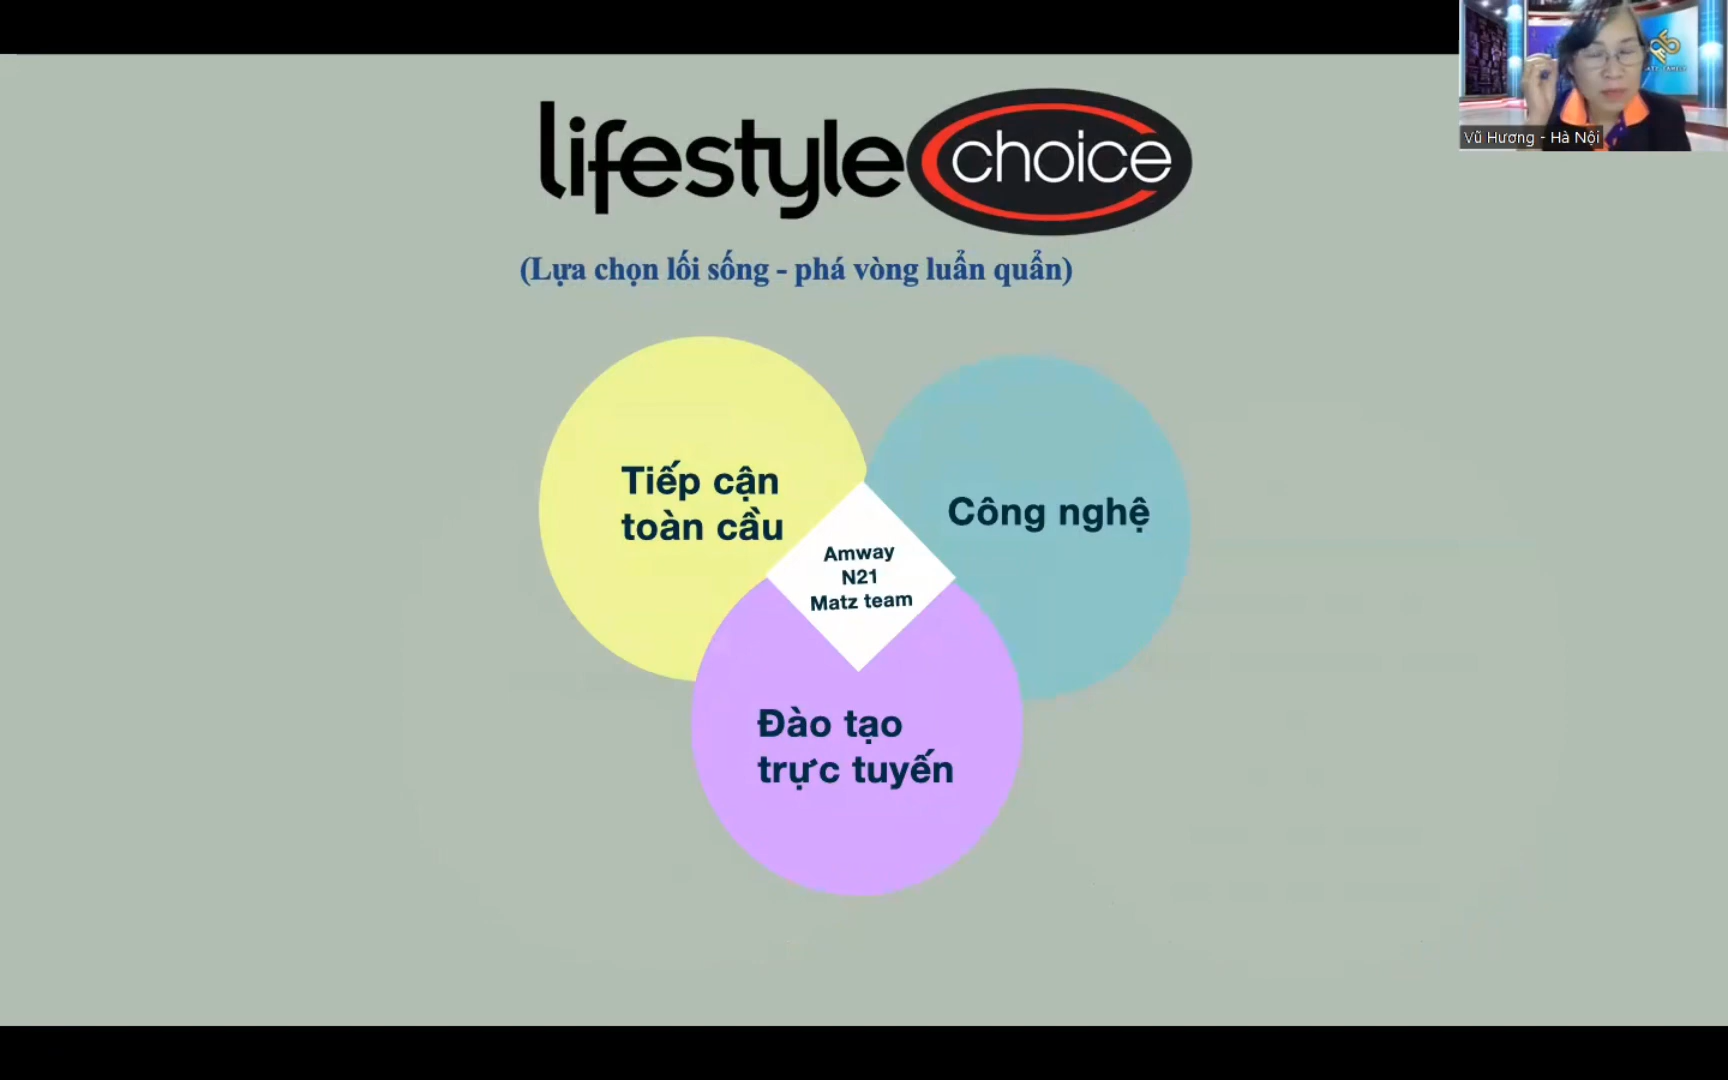 lifestyle choice
(Lựa chọn lối sống - phá vòng luẩn quẩn)
Tiếp cận
toàn cầu
Công nghệ
Amway
N21
Matz team
Đào tạo
trực tuyến
Vũ Hương - Hà Nội